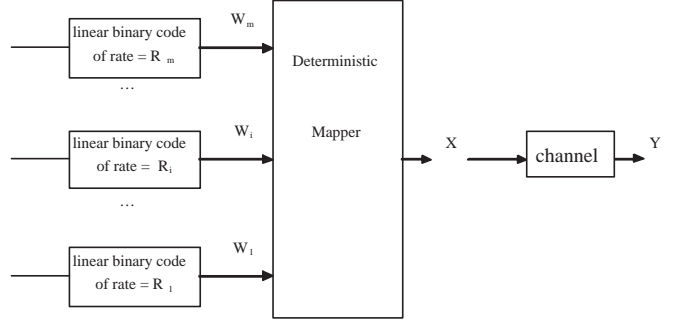 linear binary code
of rate = R m
W m
...
linear binary code
of rate = R i
W i
...
linear binary code
of rate = R 1
W 1
Deterministic
Mapper
X
channel
Y